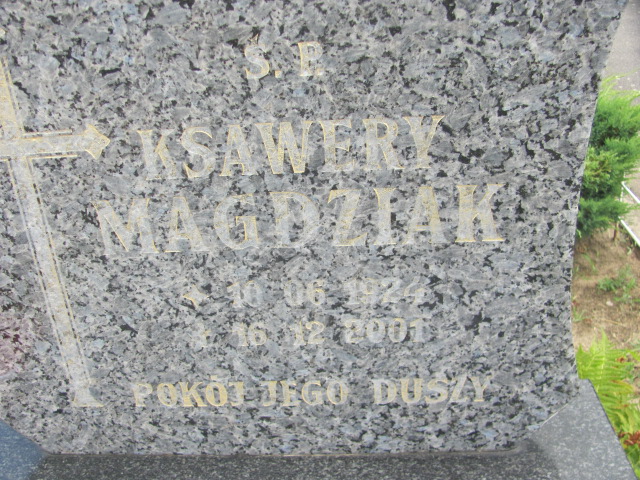 Ś. P.
KSAWERY
MAGDZIAK
10 06 1924
16 12 2001
POKÓJ JEGO DUSZY